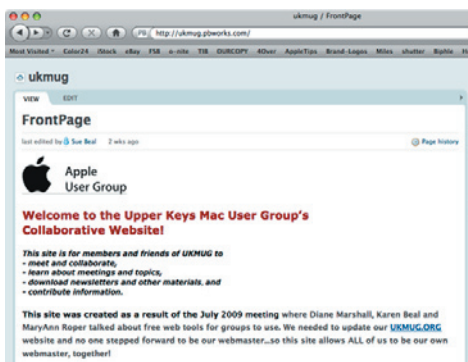 ukmug / FrontPage
http://ukmug.pbworks.com/
Most Visited Color24 iStock eBay FSB o-nite TIB OURCOPY 4Over AppleTips Brand-Logos Miles shutter Biphix
ukmug
VIEW EDIT
FrontPage
last edited by Sue Beal 2 wks ago Page history
Apple
User Group
Welcome to the Upper Keys Mac User Group's
Collaborative Website!
This site is for members and friends of UKMUG to
- meet and collaborate,
- learn about meetings and topics,
- download newsletters and other materials, and
- contribute information.
This site was created as a result of the July 2009 meeting where Diane Marshall, Karen Beal and
MaryAnn Roper talked about free web tools for groups to use. We needed to update our UKMUG.ORG
website and no one stepped forward to be our webmaster...so this site allows ALL of us to be our own
webmaster, together!